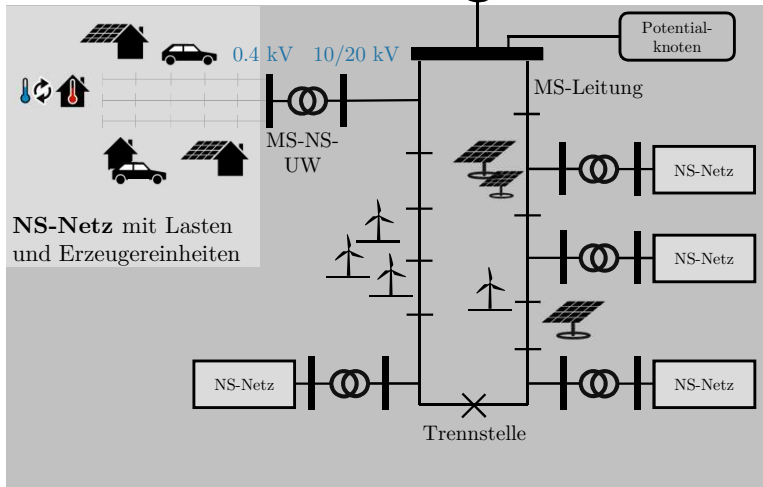 Potential-
knoten
0.4 kV 10/20 kV
MS-Leitung
MS-NS-
UW
NS-Netz
NS-Netz mit Lasten
und Erzeugereinheiten
NS-Netz
NS-Netz
NS-Netz
Trennstelle